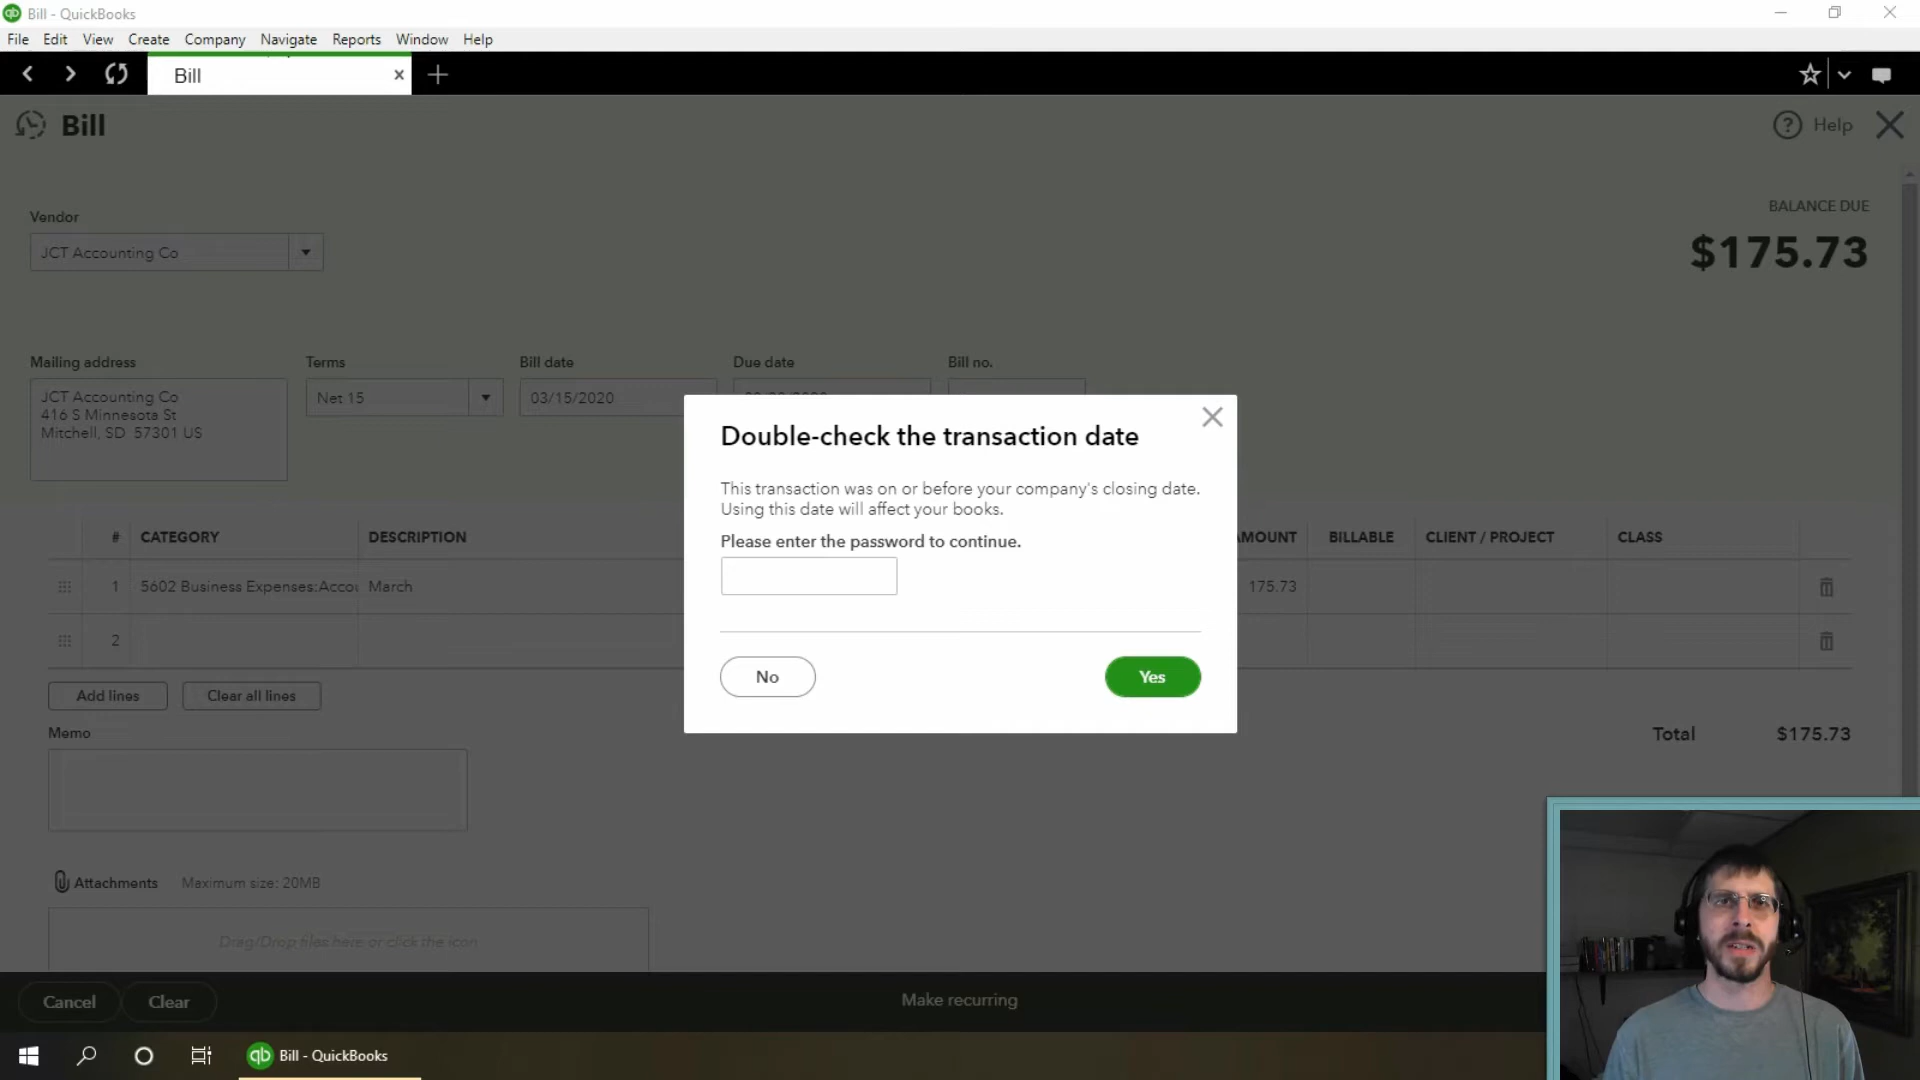 Bill - QuickBooks
File Edit View Create Company Navigate Reports Window Help
Bill
Bill
Help
Vendor
BALANCE DUE
JCT Accounting Co
$175.73
Mailing address Terms Bill date Due date Bill no.
JCT Accounting Co
416 S Minnesota St
Mitchell, SD 57301 US
Net 15
03/15/2020
Double-check the transaction date
This transaction was on or before your company's closing date.
Using this date will affect your books.
Please enter the password to continue.
No Yes
# CATEGORY DESCRIPTION AMOUNT BILLABLE CLIENT / PROJECT CLASS
1 5602 Business Expenses:Accou March 175.73
2
Add lines Clear all lines
Memo
Total $175.73
Attachments Maximum size: 20MB
Drag/Drop files here or click the icon
Cancel Clear Make recurring
qb Bill - QuickBooks